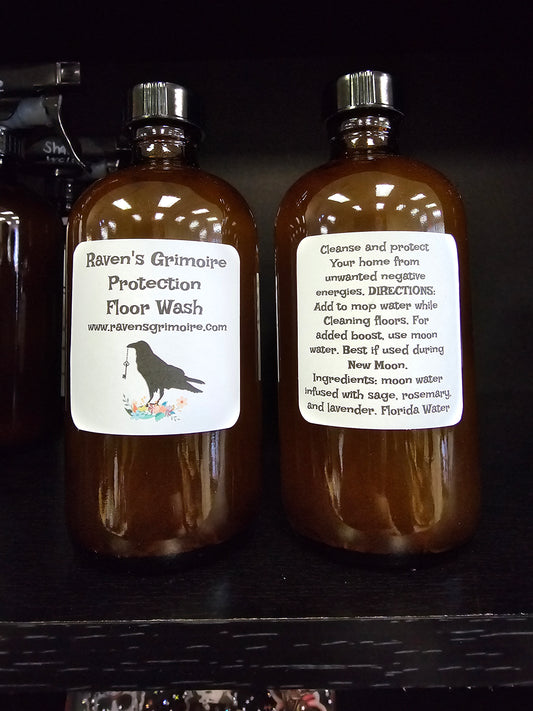 Raven's Grimoire
Protection
Floor Wash
www.ravensgrimoire.com
Cleanse and protect
Your home from
unwanted negative
energies. DIRECTIONS:
Add to mop water while
Cleaning floors. For
added boost, use moon
water. Best if used during
New Moon.
Ingredients: moon water
infused with sage, rosemary,
and lavender. Florida Water